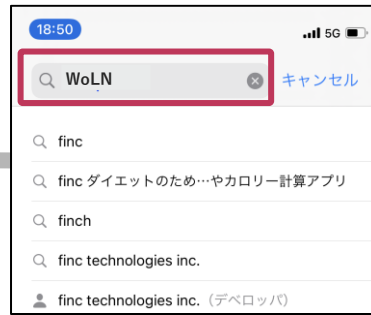 18:50 5G
WoLN キャンセル
finc
finc ダイエットのため…やカロリー計算アプリ
finch
finc technologies inc.
finc technologies inc.（デベロッパ）